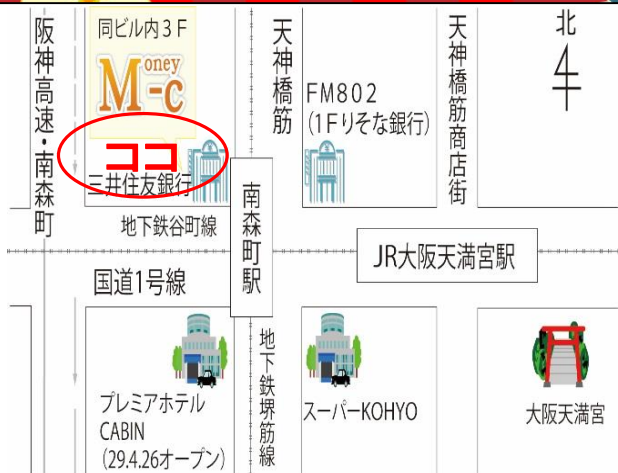 阪神高速・南森町
同ビル内3F
Money-c
ココ
三井住友銀行
天神橋筋
FM802
(1Fりそな銀行)
天神橋筋商店街
北
地下鉄谷町線
南森町駅
JR大阪天満宮駅
国道1号線
地下鉄堺筋線
プレミアホテル
CABIN
(29.4.26オープン)
スーパーKOHYO
大阪天満宮